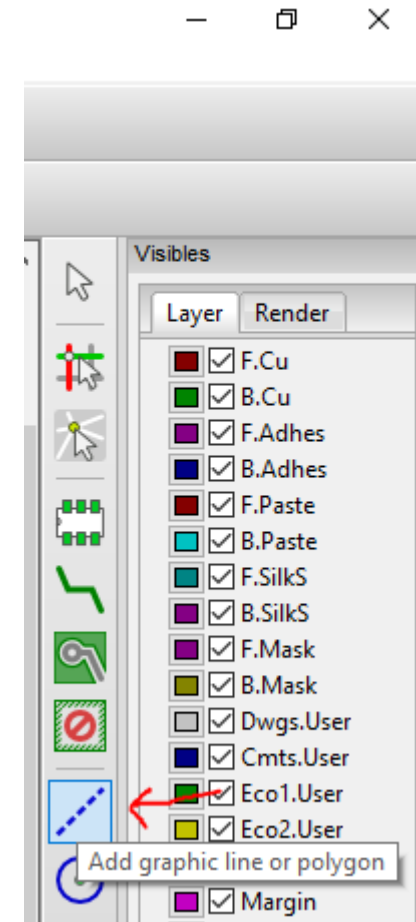 Visibles
Layer Render
F.Cu
B.Cu
F.Adhes
B.Adhes
F.Paste
B.Paste
F.SilkS
B.SilkS
F.Mask
B.Mask
Dwgs.User
Cmts.User
Eco1.User
Eco2.User
Add graphic line or polygon
Margin